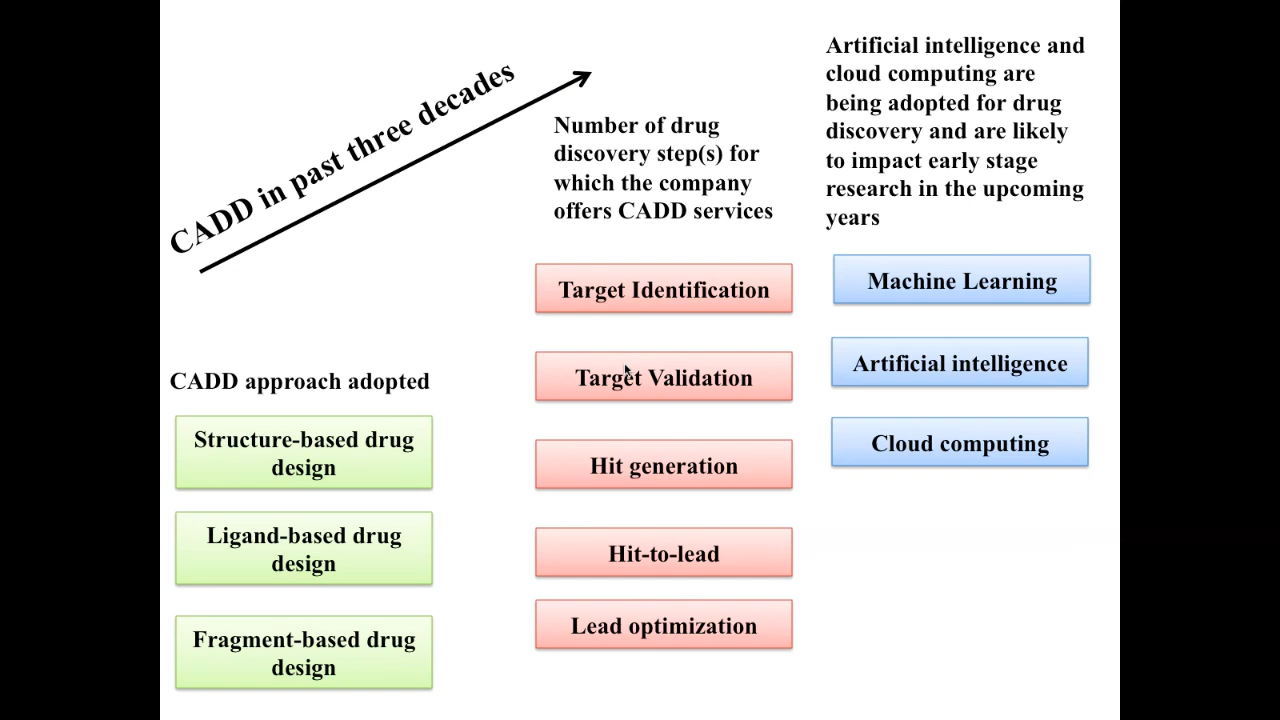 CADD in past three decades
CADD approach adopted
Structure-based drug
design
Ligand-based drug
design
Fragment-based drug
design
Number of drug
discovery step(s) for
which the company
offers CADD services
Target Identification
Target Validation
Hit generation
Hit-to-lead
Lead optimization
Artificial intelligence and
cloud computing are
being adopted for drug
discovery and are likely
to impact early stage
research in the upcoming
years
Machine Learning
Artificial intelligence
Cloud computing